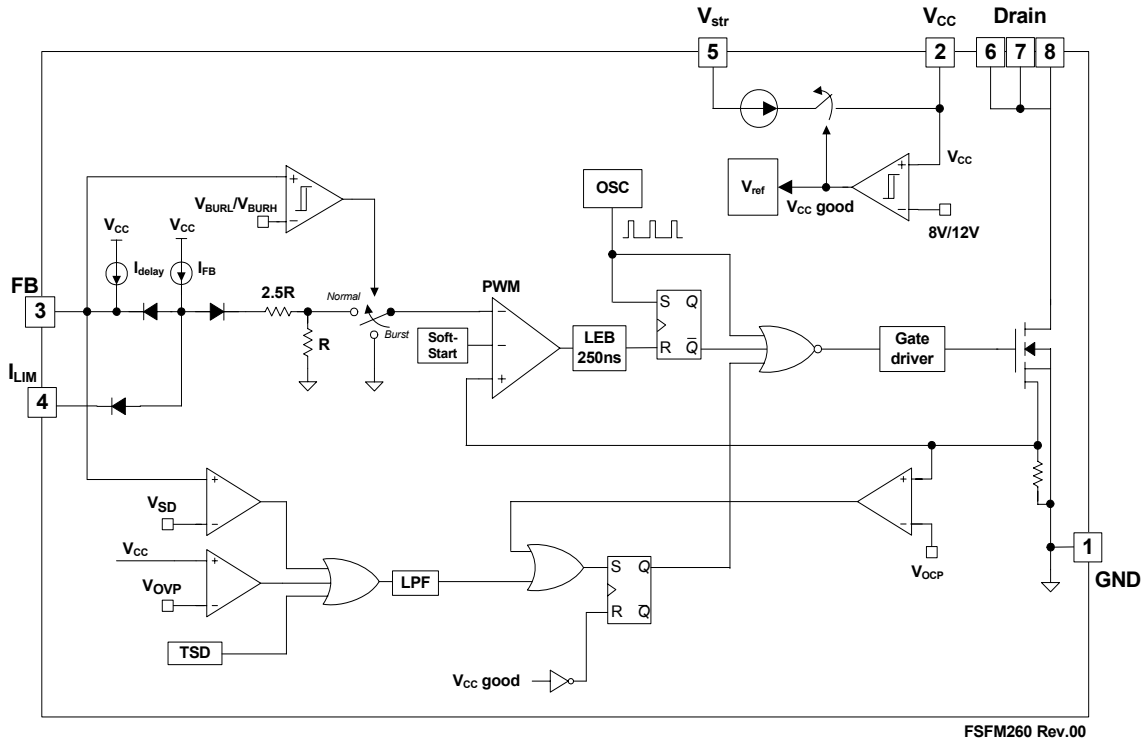 Vstr
VCC
Drain
5
2
6 7 8
VCC
Vref
VCC good
8V/12V
OSC
VBURL/VBURH
VCC
VCC
Idelay
IFB
FB
3
2.5R
R
Normal
Burst
PWM
Soft-
Start
LEB
250ns
S Q
R Q̅
Gate
driver
ILIM
4
VSD
VCC
VOVP
TSD
LPF
S Q
R Q̅
VCC good
VOCP
1
GND
+
−
+
−
−
−
+
+
−
+
−
+
−
FSFM260 Rev.00